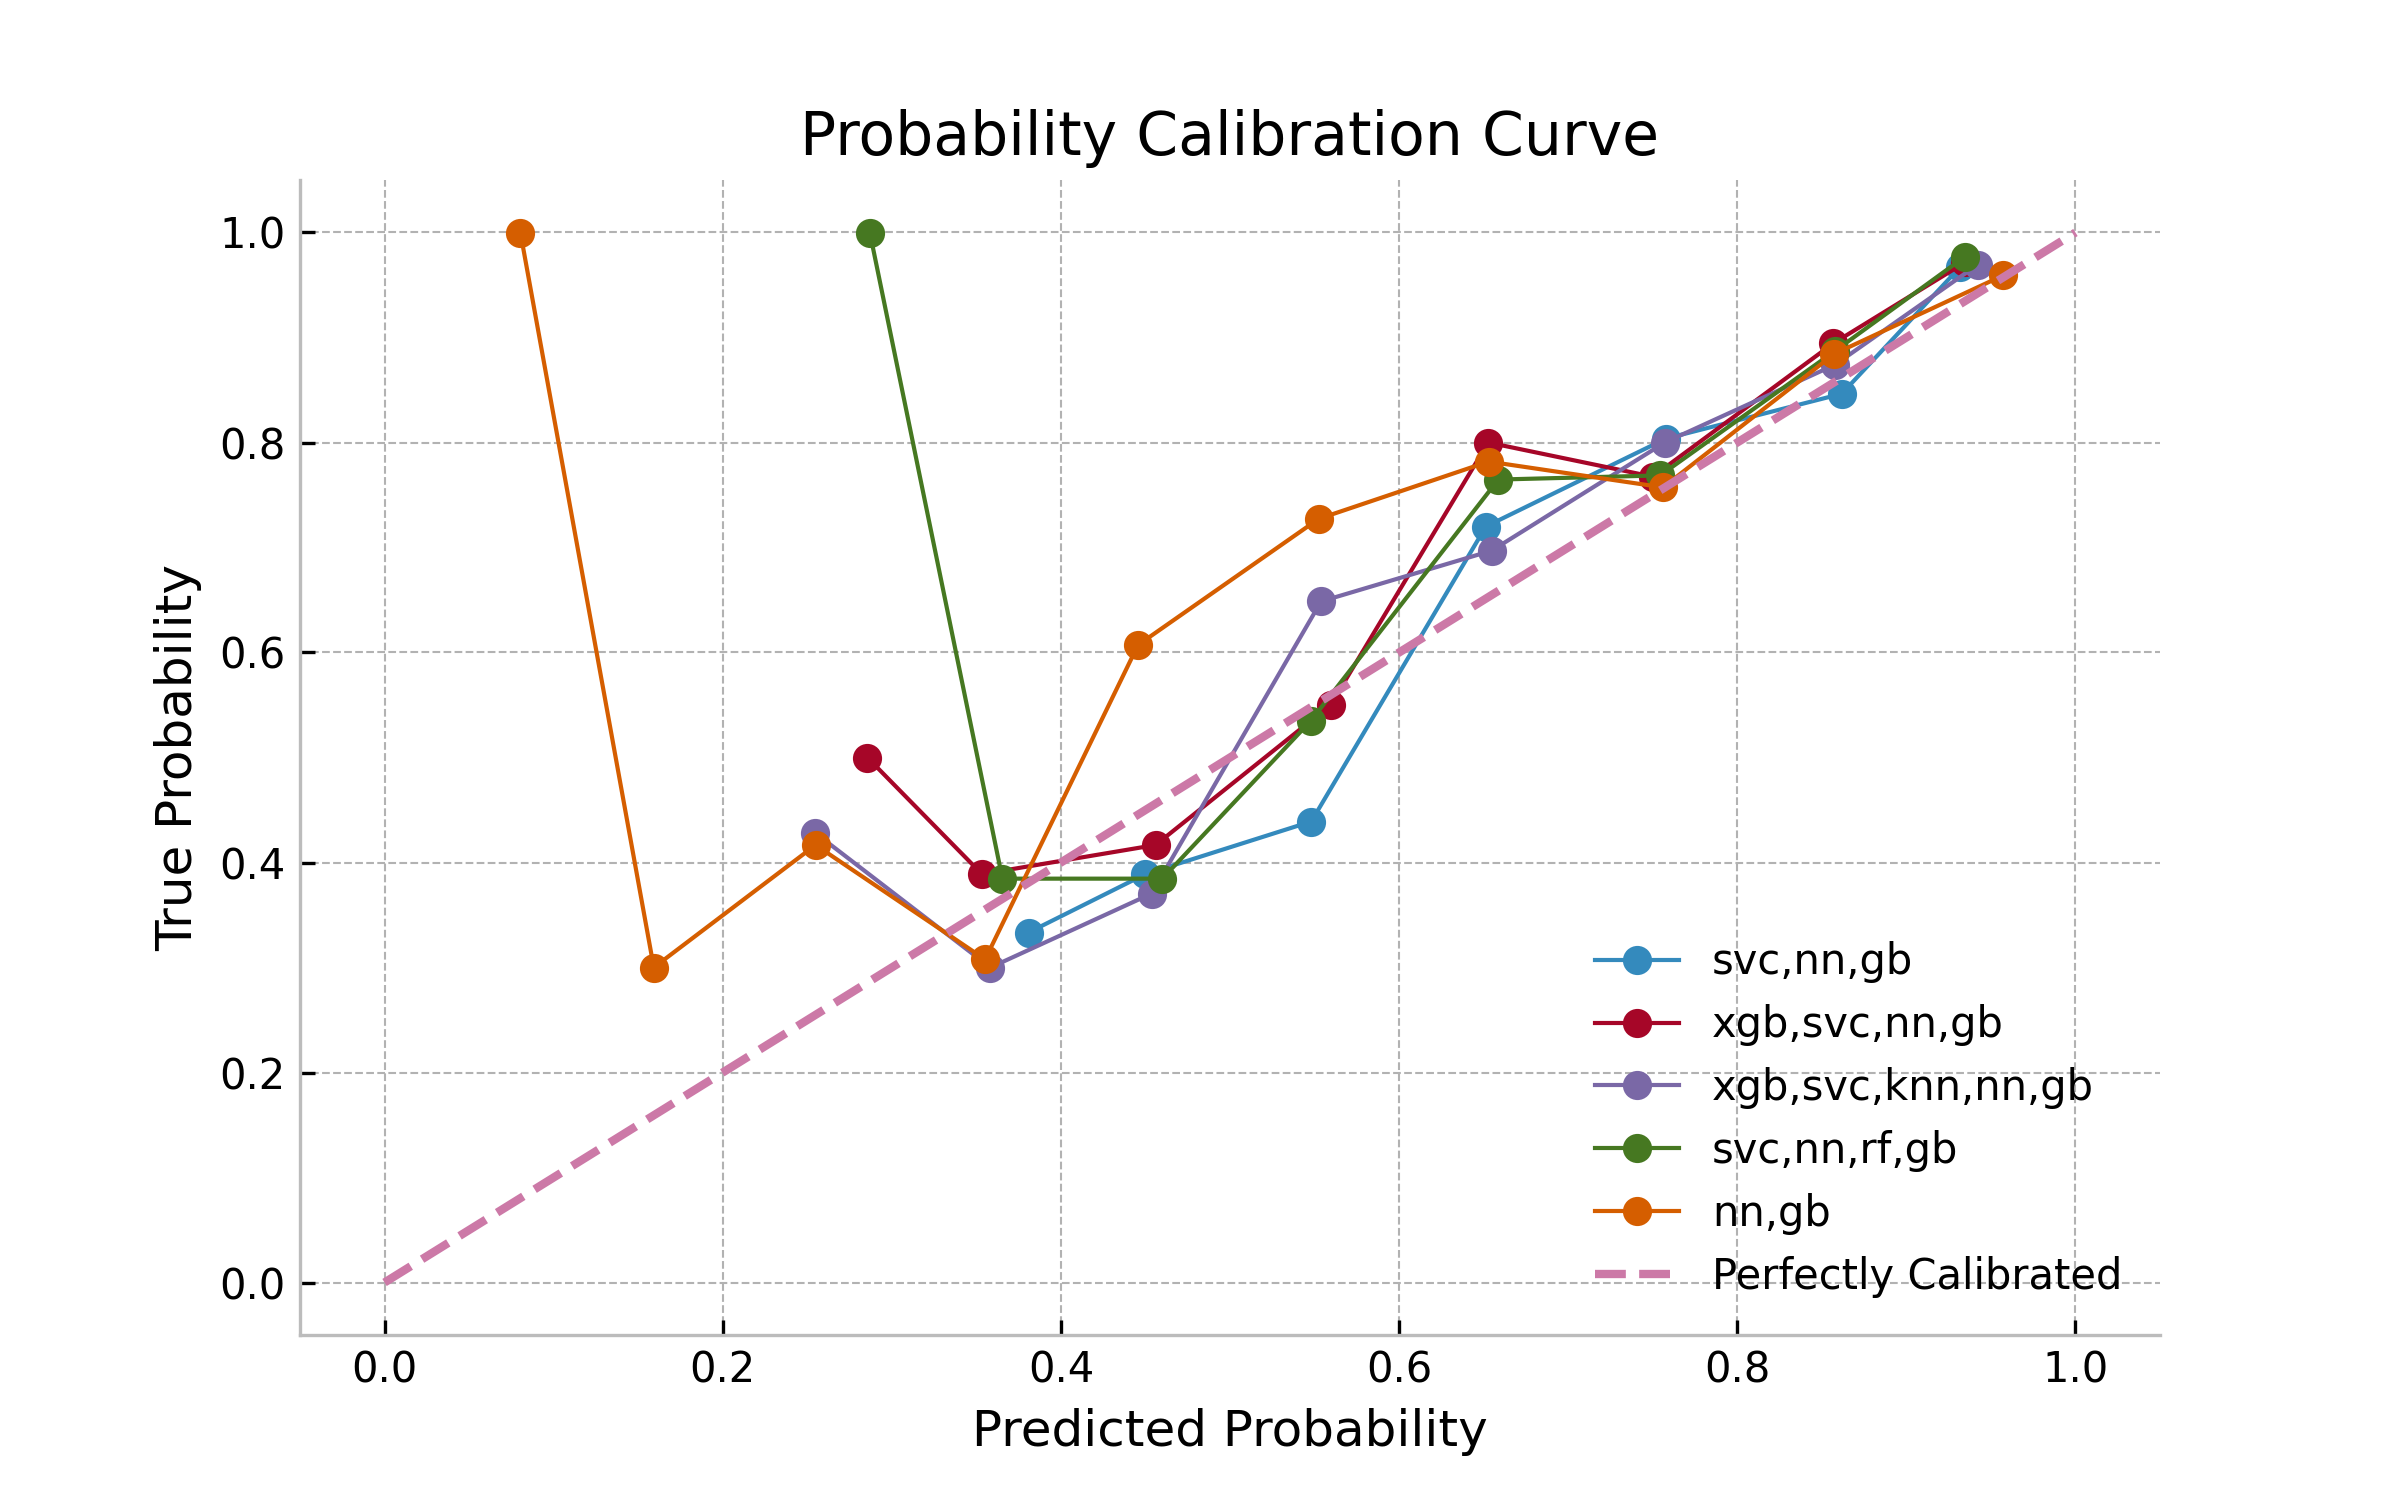 Probability Calibration Curve
True Probability
1.0
0.8
0.6
0.4
0.2
0.0
svc,nn,gb
xgb,svc,nn,gb
xgb,svc,knn,nn,gb
svc,nn,rf,gb
nn,gb
Perfectly Calibrated
0.0 0.2 0.4 0.6 0.8 1.0
Predicted Probability